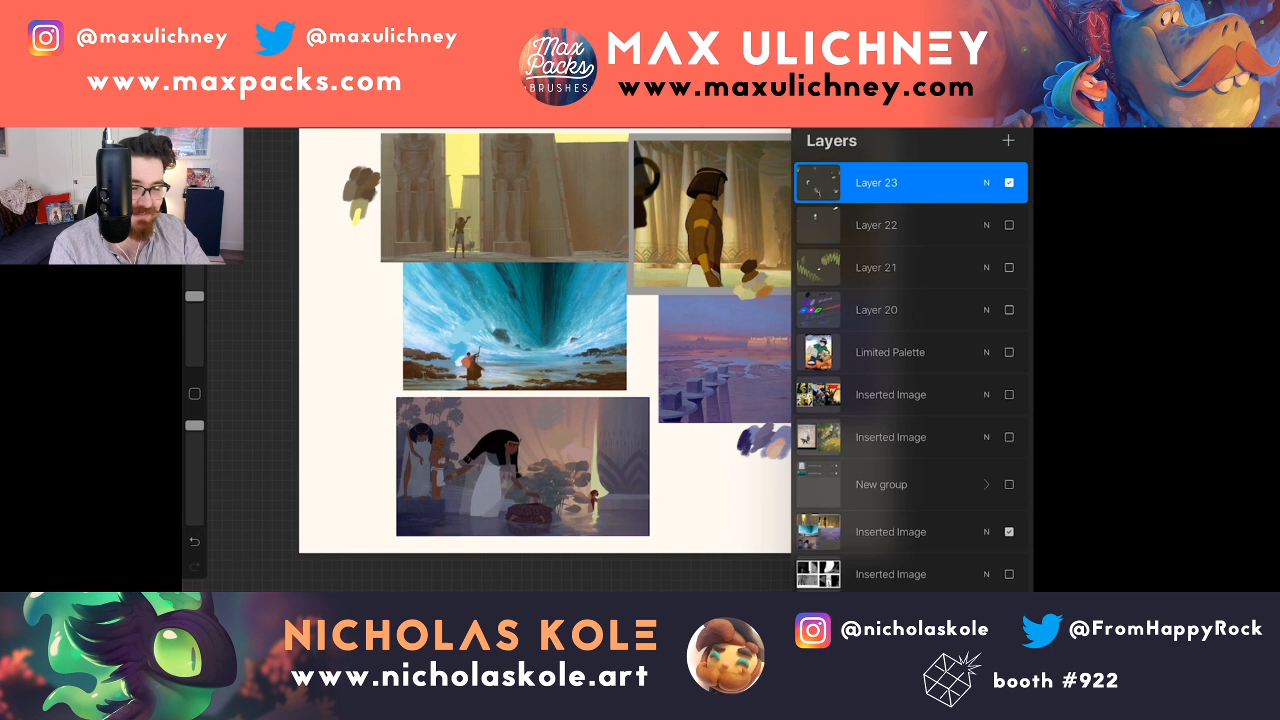 @maxulichney @maxulichney
www.maxpacks.com
Max
Packs
BRUSHES
MAX ULICHNEY
www.maxulichney.com
Layers +
Layer 23 N
Layer 22 N
Layer 21 N
Layer 20 N
Limited Palette N
Inserted Image N
Inserted Image N
New group
Inserted Image N
Inserted Image N
NICHOLAS KOLE
www.nicholaskole.art
@nicholaskole @FromHappyRock
booth #922